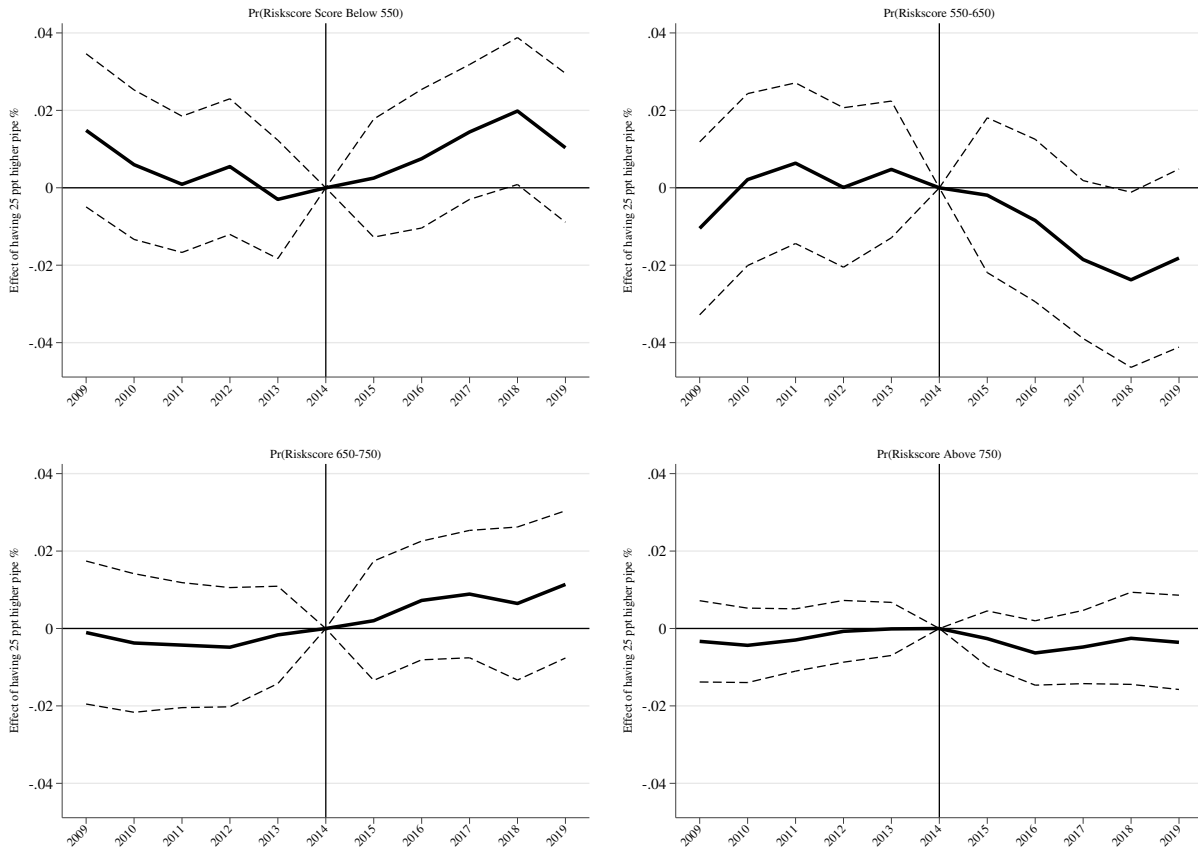 Pr(Riskscore Score Below 550)
Effect of having 25 ppt higher pipe %
.04
.02
0
-.02
-.04
2009 2010 2011 2012 2013 2014 2015 2016 2017 2018 2019
Pr(Riskscore 550-650)
Effect of having 25 ppt higher pipe %
.04
.02
0
-.02
-.04
2009 2010 2011 2012 2013 2014 2015 2016 2017 2018 2019
Pr(Riskscore 650-750)
Effect of having 25 ppt higher pipe %
.04
.02
0
-.02
-.04
2009 2010 2011 2012 2013 2014 2015 2016 2017 2018 2019
Pr(Riskscore Above 750)
Effect of having 25 ppt higher pipe %
.04
.02
0
-.02
-.04
2009 2010 2011 2012 2013 2014 2015 2016 2017 2018 2019